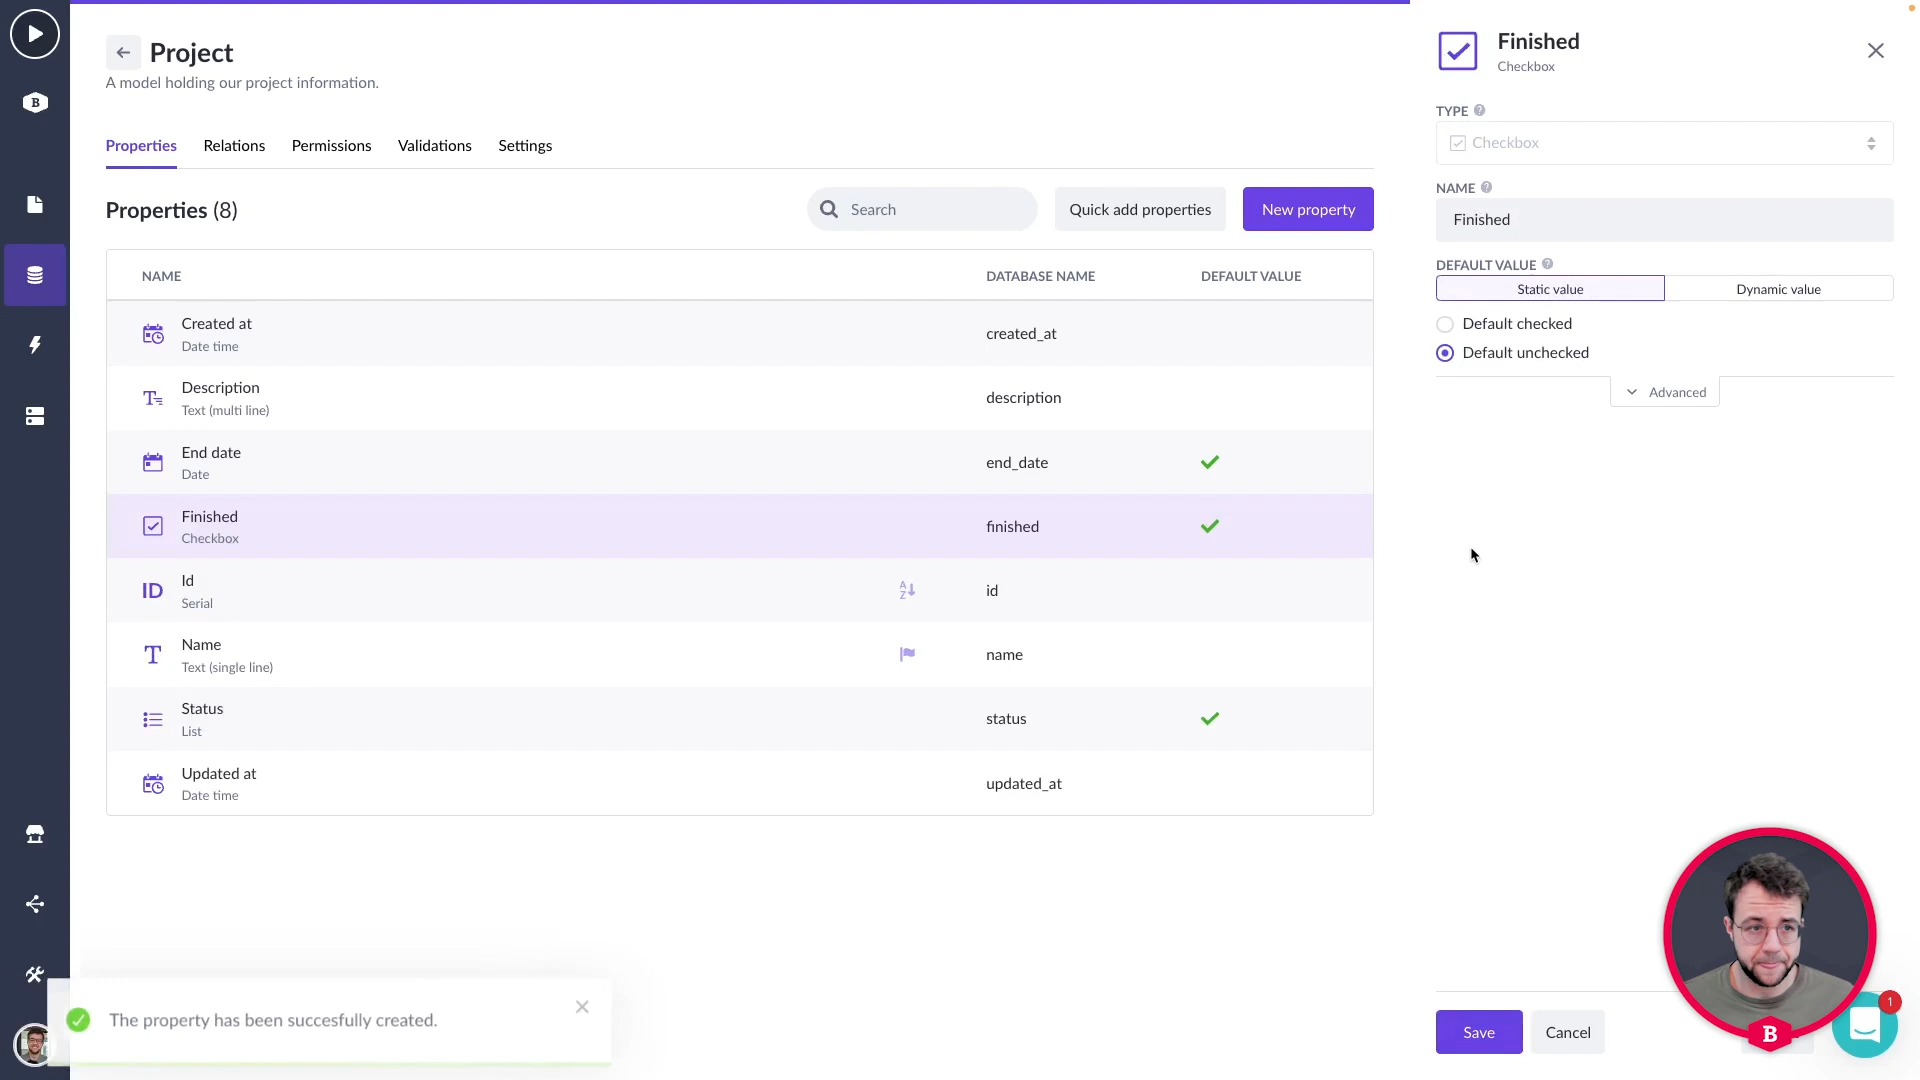 B
Project
A model holding our project information.
Properties
Relations
Permissions
Validations
Settings
Properties (8)
Search
Quick add properties
New property
NAME
DATABASE NAME
DEFAULT VALUE
Created at
Date time
created_at
Description
Text (multi line)
description
End date
Date
end_date
Finished
Checkbox
finished
ID
Id
Serial
A
Z
id
T
Name
Text (single line)
name
Status
List
status
Updated at
Date time
updated_at
The property has been succesfully created.
Finished
Checkbox
TYPE
Checkbox
NAME
Finished
DEFAULT VALUE
Static value
Dynamic value
Default checked
Default unchecked
Advanced
Save
Cancel
B
1